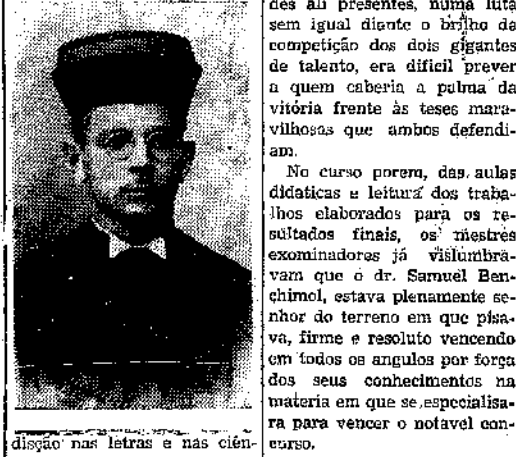 disção nas letras e nas ciên-
des ali presentes, numa luta
sem igual diante o brilho da
competição dos dois gigantes
de talento, era dificil prever
a quem caberia a palma da
vitória frente às teses mara-
vilhosas que ambos defendi-
am.
No curso porem, das aulas
didaticas e leitura dos traba-
lhos elaborados para os re-
sultados finais, os mestres
exominadores já vislumbra-
vam que o dr. Samuel Ben-
chimol, estava plenamente se-
nhor do terreno em que pisa-
va, firme e resoluto vencendo
em todos os angulos por força
dos seus conhecimentos na
materia em que se especialisa-
ra para vencer o notavel con-
curso.